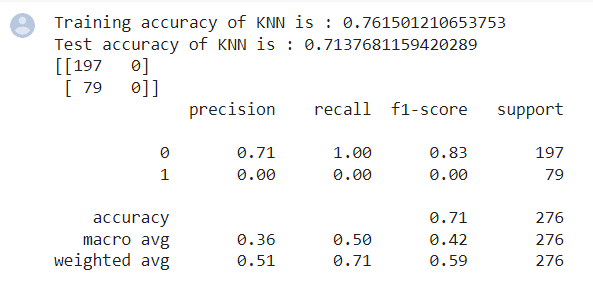 Training accuracy of KNN is : 0.761501210653753
Test accuracy of KNN is : 0.7137681159420289
[[197   0]
 [ 79   0]]
              precision    recall  f1-score   support

           0       0.71      1.00      0.83       197
           1       0.00      0.00      0.00        79

    accuracy                           0.71       276
   macro avg       0.36      0.50      0.42       276
weighted avg       0.51      0.71      0.59       276